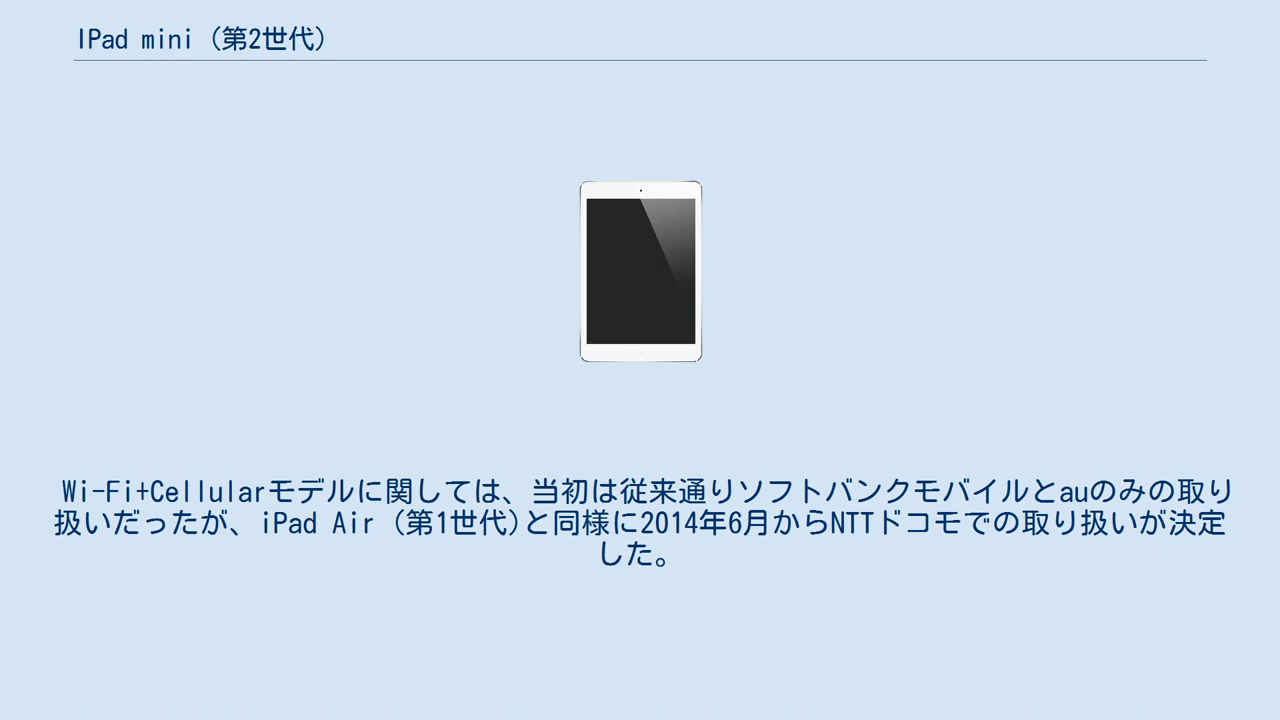 IPad mini (第2世代)
Wi-Fi+Cellularモデルに関しては、当初は従来通りソフトバンクモバイルとauのみの取り
扱いだったが、iPad Air (第1世代)と同様に2014年6月からNTTドコモでの取り扱いが決定
した。